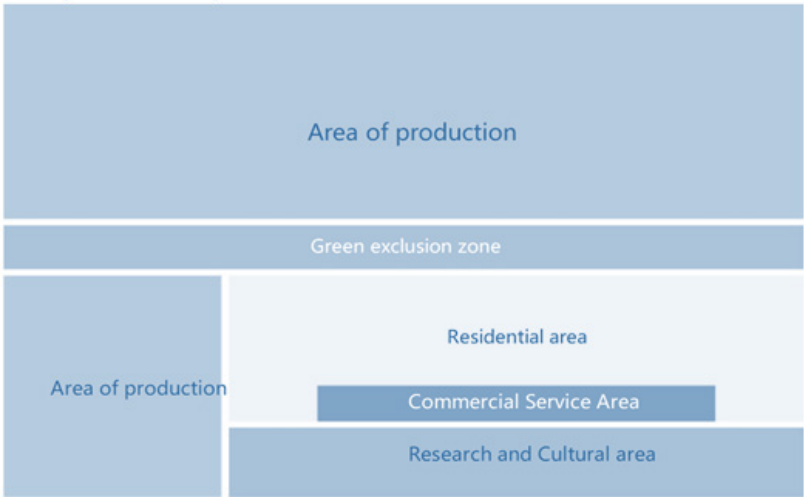 Area of production
Green exclusion zone
Residential area
Area of production
Commercial Service Area
Research and Cultural area